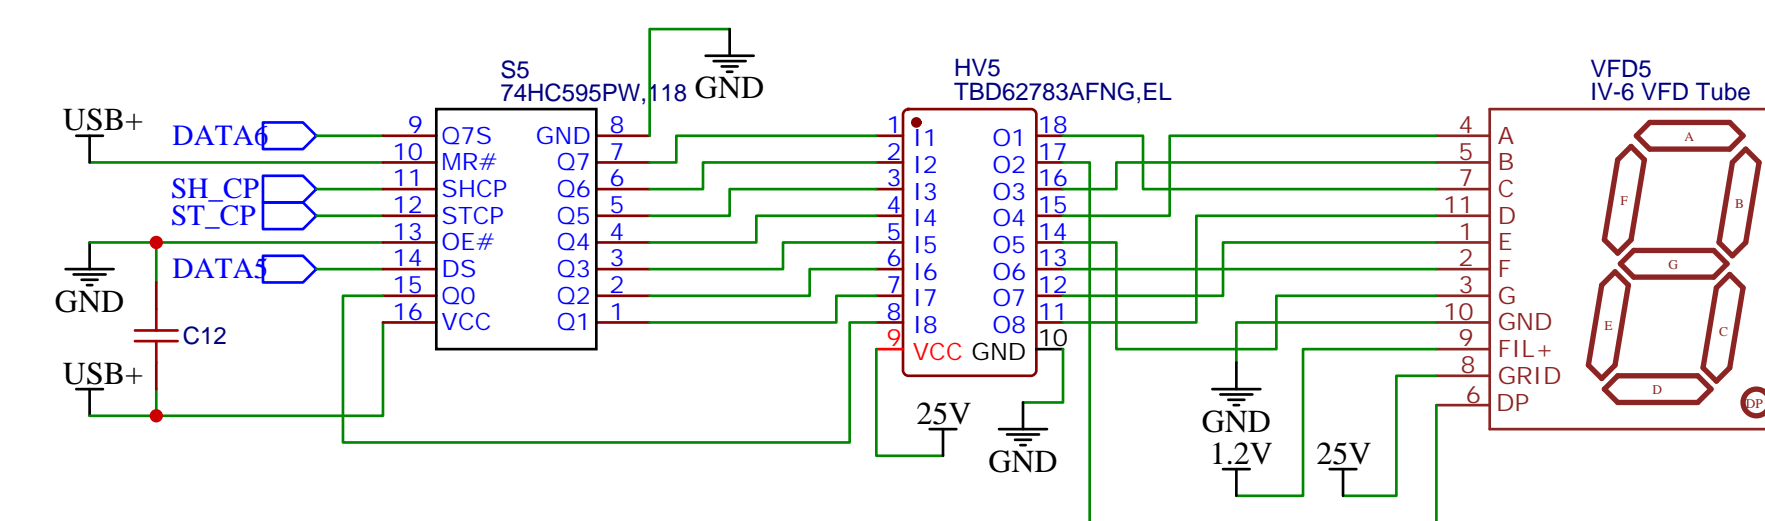 S5
74HC595PW,118
GND
HV5
TBD62783AFNG,EL
VFD5
IV-6 VFD Tube
USB+
DATA6
9 Q7S GND 8
1 I1 O1 18
4 A
A
10 MR# Q7 7
2 I2 O2 17
5 B
SH_CP
11 SHCP Q6 6
3 I3 O3 16
7 C
F
B
ST_CP
12 STCP Q5 5
4 I4 O4 15
11 D
13 OE# Q4 4
5 I5 O5 14
1 E
DATA5
14 DS Q3 3
6 I6 O6 13
2 F
G
GND
15 Q0 Q2 2
7 I7 O7 12
3 G
16 VCC Q1 1
8 I8 O8 11
10 GND
E
C
C12
9 VCC GND 10
9 FIL+
USB+
8 GRID
D
6 DP
DP
25V
GND
GND
1.2V
25V